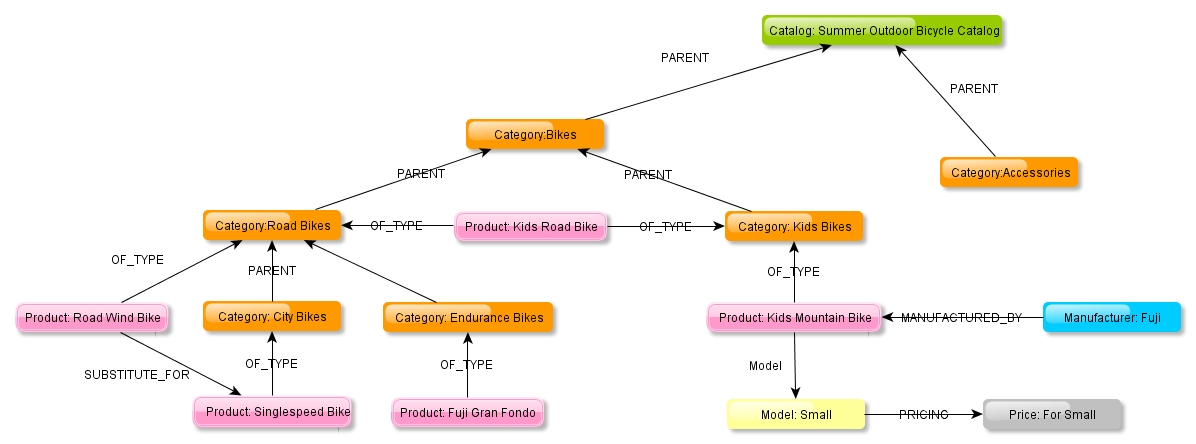 Catalog: Summer Outdoor Bicycle Catalog
PARENT
PARENT
Category:Bikes
Category:Accessories
PARENT
PARENT
Category:Road Bikes
OF_TYPE
Product: Kids Road Bike
OF_TYPE
Category: Kids Bikes
OF_TYPE
PARENT
OF_TYPE
Product: Road Wind Bike
Category: City Bikes
Category: Endurance Bikes
Product: Kids Mountain Bike
MANUFACTURED_BY
Manufacturer: Fuji
SUBSTITUTE_FOR
OF_TYPE
OF_TYPE
Model
Product: Singlespeed Bike
Product: Fuji Gran Fondo
Model: Small
PRICING
Price: For Small